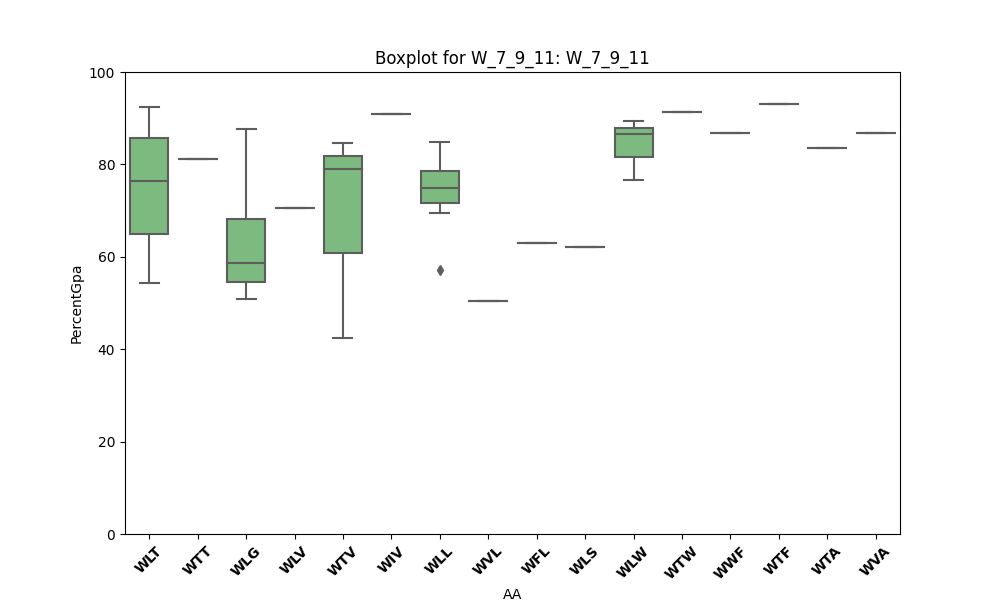 Boxplot for W_7_9_11: W_7_9_11
PercentGpa
100
80
60
40
20
0
WLT
WTT
WLG
WLV
WTV
WIV
WLL
WVL
WFL
WLS
WLW
WTW
WWF
WTF
WTA
WVA
AA